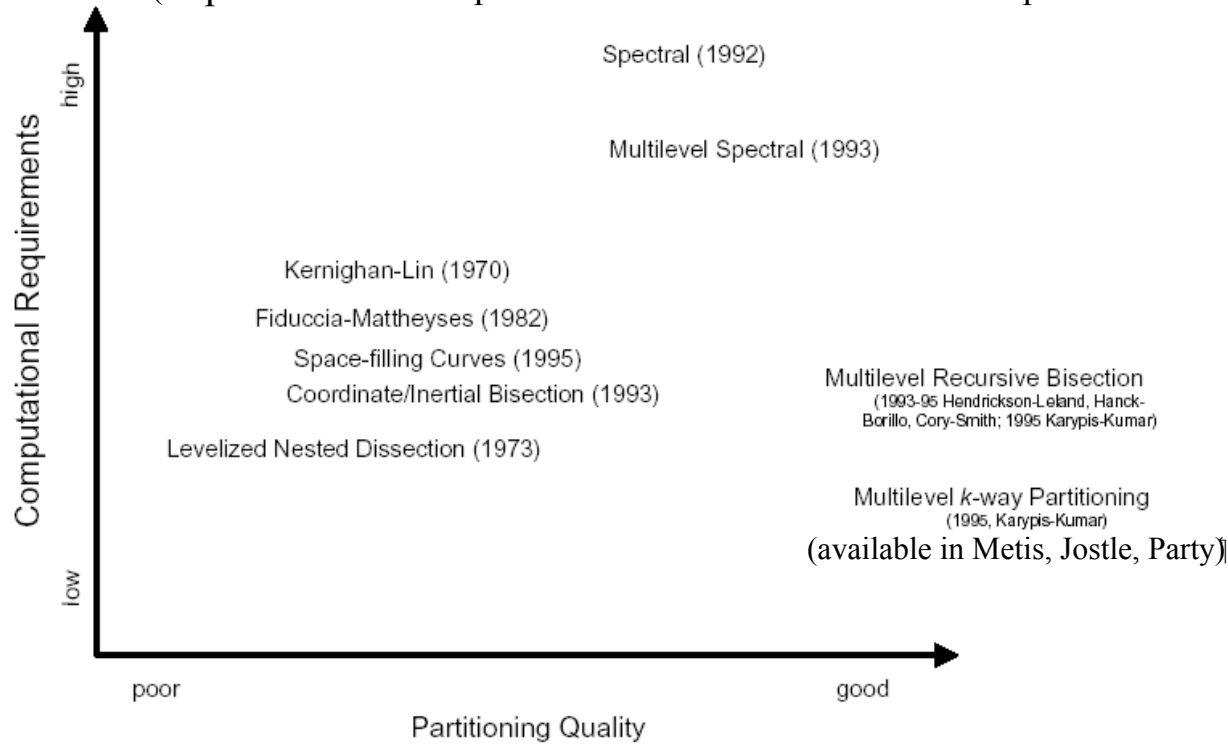 Spectral (1992)
high
Multilevel Spectral (1993)
Computational Requirements
Kernighan-Lin (1970)
Fiduccia-Mattheyses (1982)
Space-filling Curves (1995)
Coordinate/Inertial Bisection (1993)
Multilevel Recursive Bisection
(1993-95 Hendrickson-Leland, Hanck-
Borillo, Cory-Smith; 1995 Karypis-Kumar)
Levelized Nested Dissection (1973)
Multilevel k-way Partitioning
(1995, Karypis-Kumar)
(available in Metis, Jostle, Party)
low
poor
good
Partitioning Quality